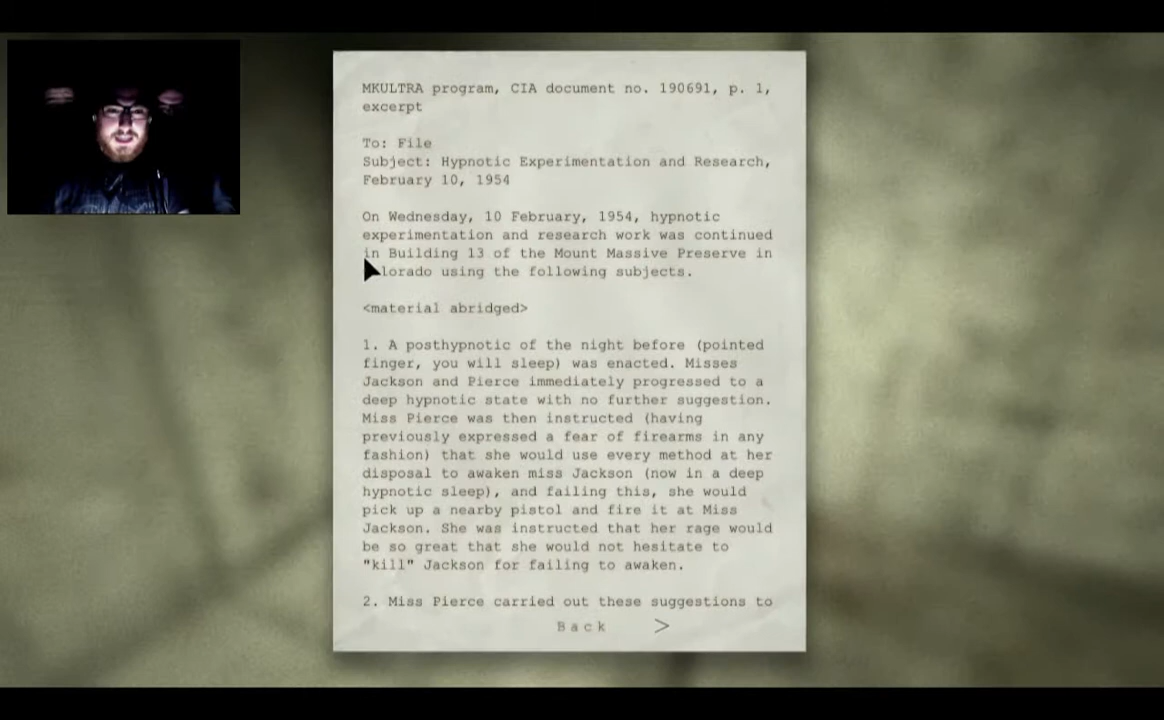 MKULTRA program, CIA document no. 190691, p. 1,
excerpt
To: File
Subject: Hypnotic Experimentation and Research,
February 10, 1954
On Wednesday, 10 February, 1954, hypnotic
experimentation and research work was continued
in Building 13 of the Mount Massive Preserve in
lorado using the following subjects.
<material abridged>
1. A posthypnotic of the night before (pointed
finger, you will sleep) was enacted. Misses
Jackson and Pierce immediately progressed to a
deep hypnotic state with no further suggestion.
Miss Pierce was then instructed (having
previously expressed a fear of firearms in any
fashion) that she would use every method at her
disposal to awaken miss Jackson (now in a deep
hypnotic sleep), and failing this, she would
pick up a nearby pistol and fire it at Miss
Jackson. She was instructed that her rage would
be so great that she would not hesitate to
"kill" Jackson for failing to awaken.
2. Miss Pierce carried out these suggestions to
Back >